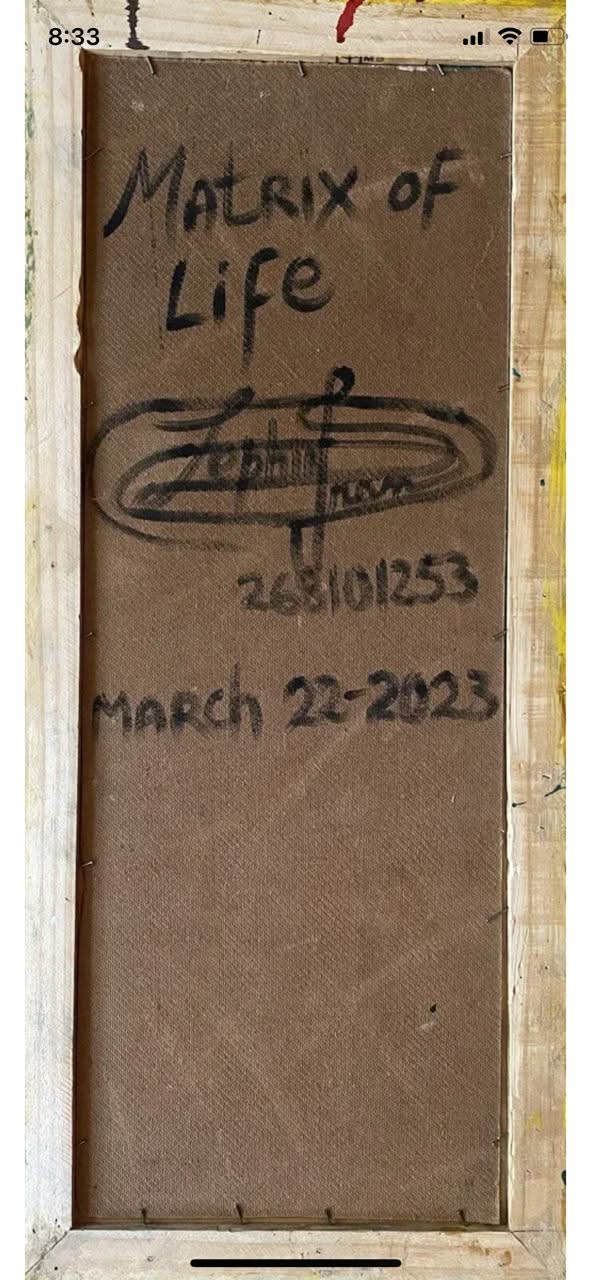 8:33
MAtRIX OF
LiFe
268101253
MARCh 22-2023